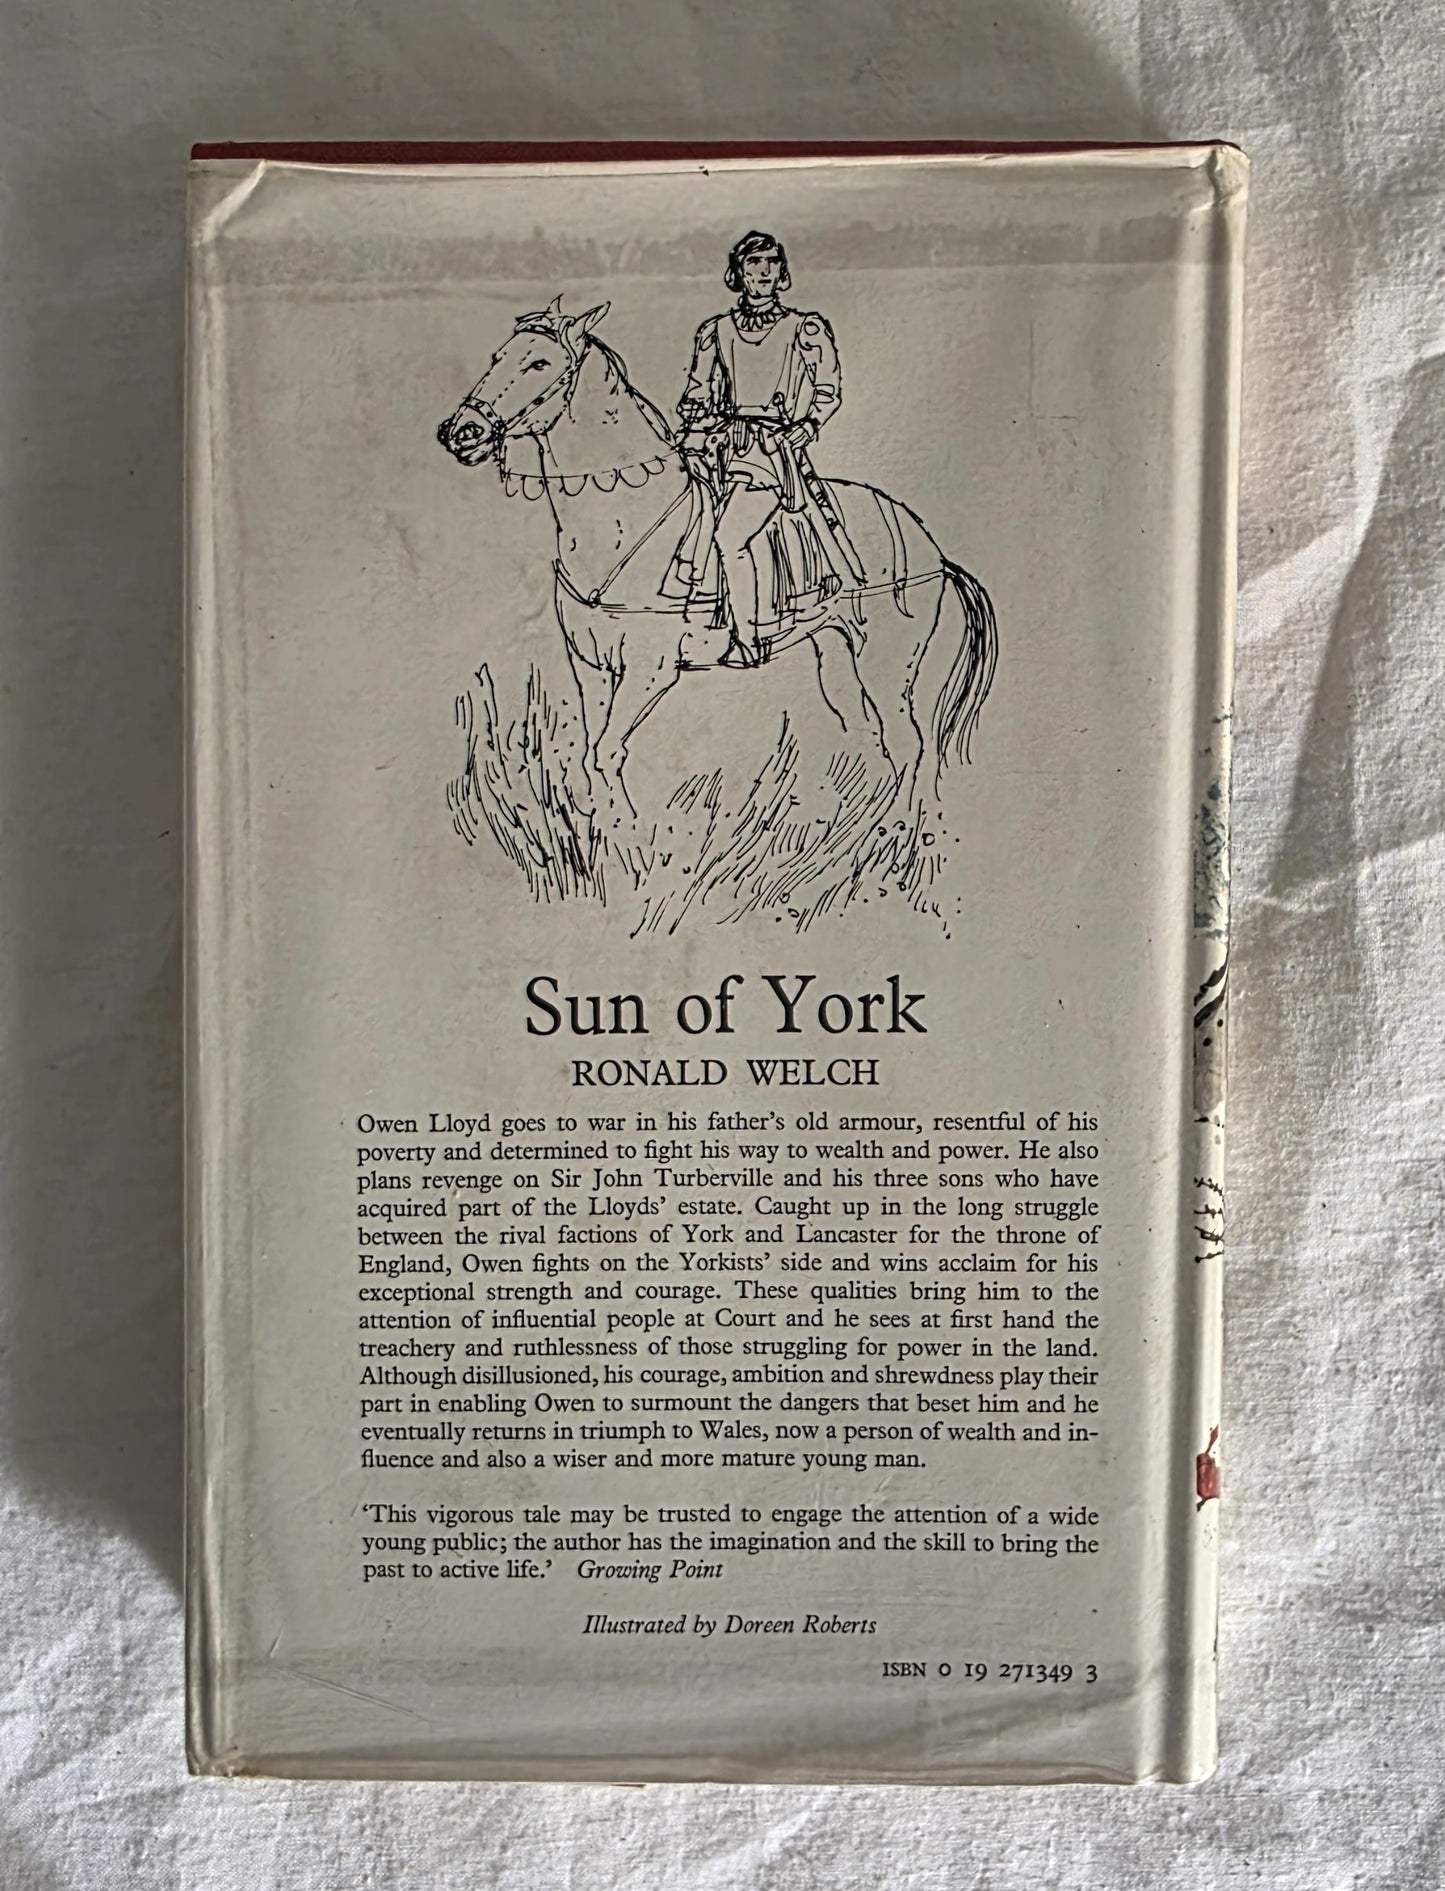 Sun of York
RONALD WELCH
Owen Lloyd goes to war in his father's old armour, resentful of his
poverty and determined to fight his way to wealth and power. He also
plans revenge on Sir John Turberville and his three sons who have
acquired part of the Lloyds' estate. Caught up in the long struggle
between the rival factions of York and Lancaster for the throne of
England, Owen fights on the Yorkists' side and wins acclaim for his
exceptional strength and courage. These qualities bring him to the
attention of influential people at Court and he sees at first hand the
treachery and ruthlessness of those struggling for power in the land.
Although disillusioned, his courage, ambition and shrewdness play their
part in enabling Owen to surmount the dangers that beset him and he
eventually returns in triumph to Wales, now a person of wealth and in-
fluence and also a wiser and more mature young man.
‘This vigorous tale may be trusted to engage the attention of a wide
young public; the author has the imagination and the skill to bring the
past to active life.’ Growing Point
Illustrated by Doreen Roberts
ISBN 0 19 271349 3